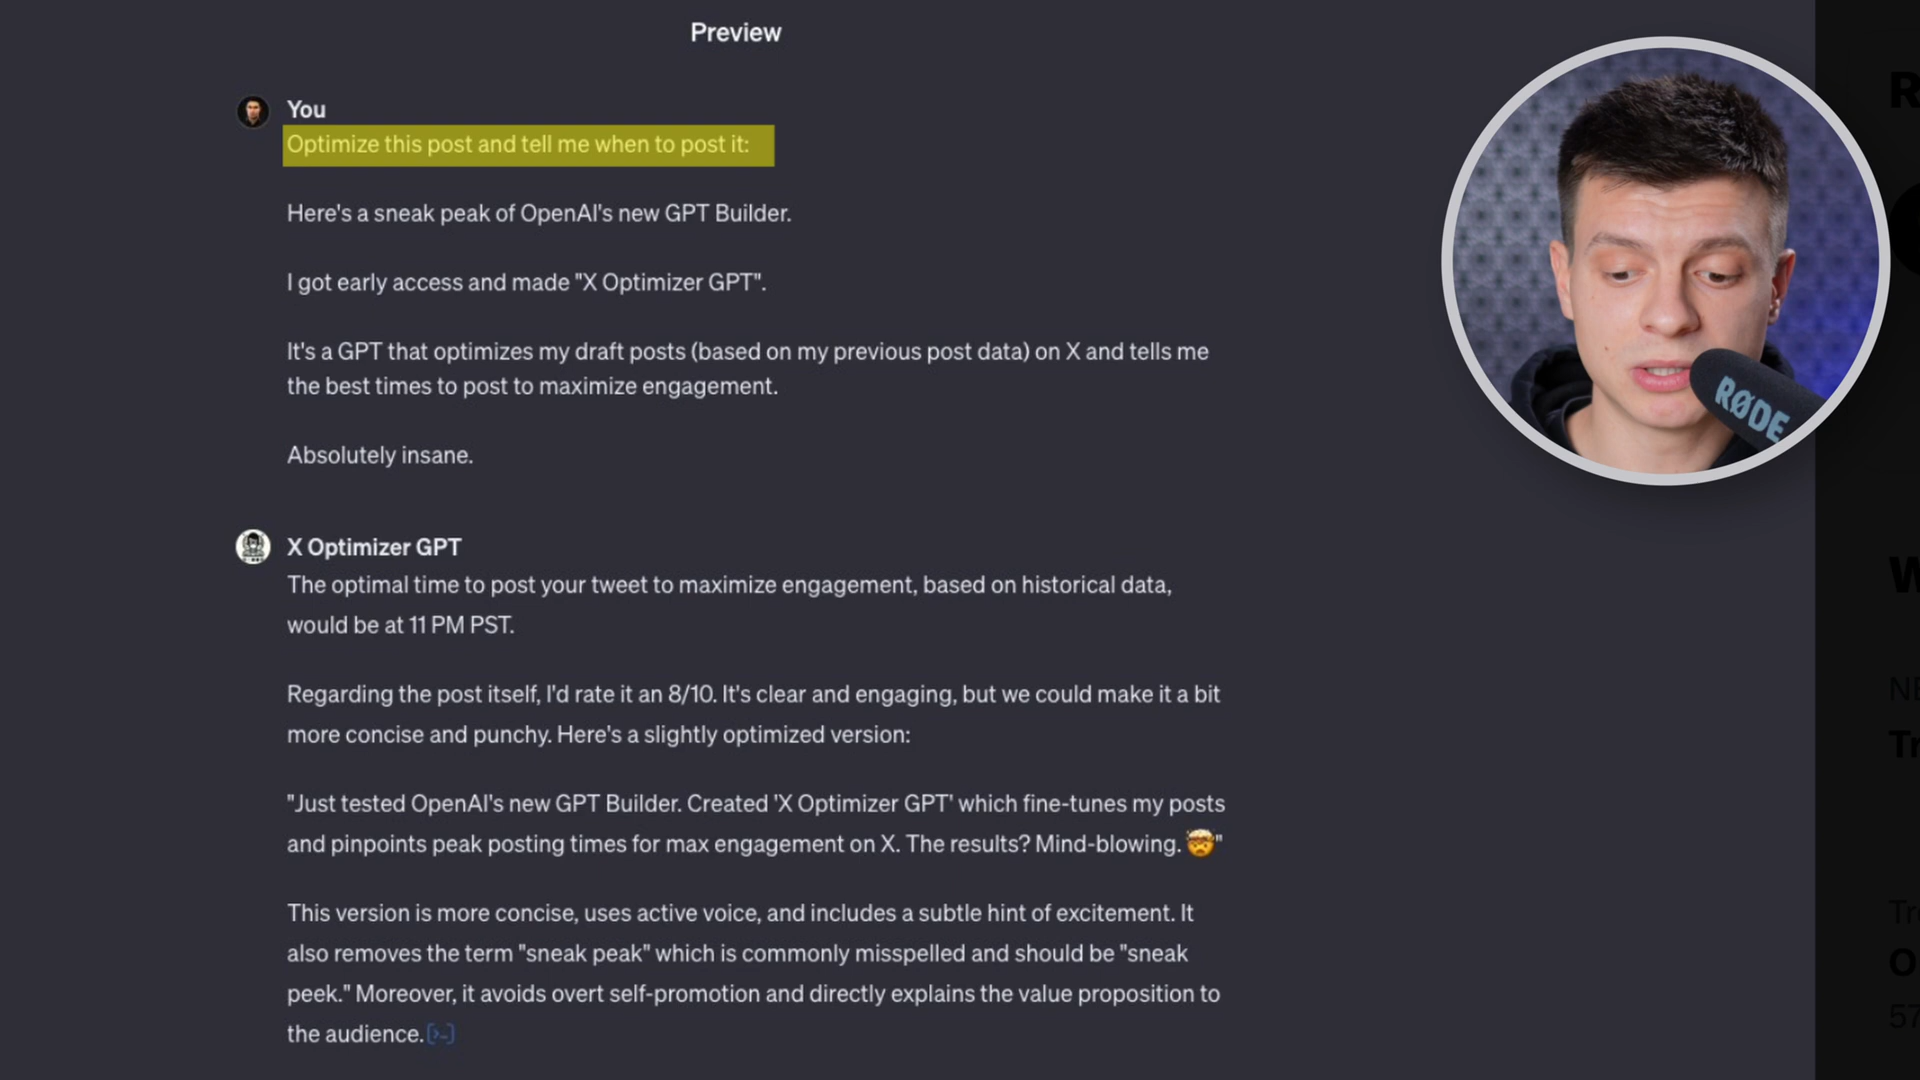 Preview
You
Optimize this post and tell me when to post it:
Here's a sneak peak of OpenAI's new GPT Builder.
I got early access and made "X Optimizer GPT".
It's a GPT that optimizes my draft posts (based on my previous post data) on X and tells me
the best times to post to maximize engagement.
Absolutely insane.
X Optimizer GPT
The optimal time to post your tweet to maximize engagement, based on historical data,
would be at 11 PM PST.
Regarding the post itself, I'd rate it an 8/10. It's clear and engaging, but we could make it a bit
more concise and punchy. Here's a slightly optimized version:
"Just tested OpenAI's new GPT Builder. Created 'X Optimizer GPT' which fine-tunes my posts
and pinpoints peak posting times for max engagement on X. The results? Mind-blowing. 🤯"
This version is more concise, uses active voice, and includes a subtle hint of excitement. It
also removes the term "sneak peak" which is commonly misspelled and should be "sneak
peek." Moreover, it avoids overt self-promotion and directly explains the value proposition to
the audience. [>-]
RØDE